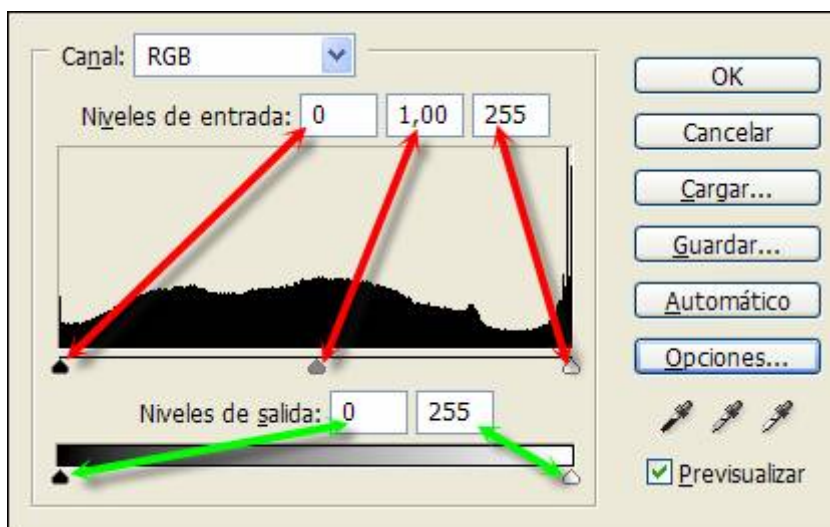 Canal: RGB
Niveles de entrada: 0 1,00 255
Niveles de salida: 0 255
OK
Cancelar
Cargar...
Guardar...
Automático
Opciones...
Previsualizar